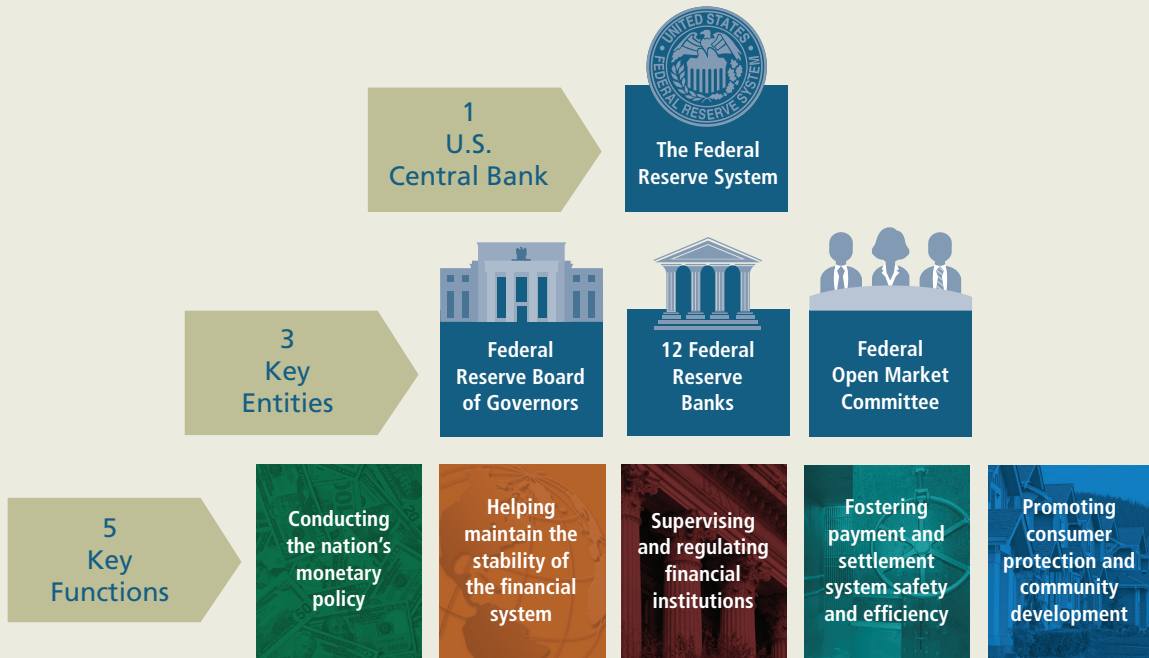 UNITED STATES
FEDERAL RESERVE SYSTEM
1
U.S.
Central Bank
The Federal
Reserve System
3
Key
Entities
Federal
Reserve Board
of Governors
12 Federal
Reserve
Banks
Federal
Open Market
Committee
5
Key
Functions
Conducting
the nation’s
monetary
policy
Helping
maintain the
stability of
the financial
system
Supervising
and regulating
financial
institutions
Fostering
payment and
settlement
system safety
and efficiency
Promoting
consumer
protection and
community
development